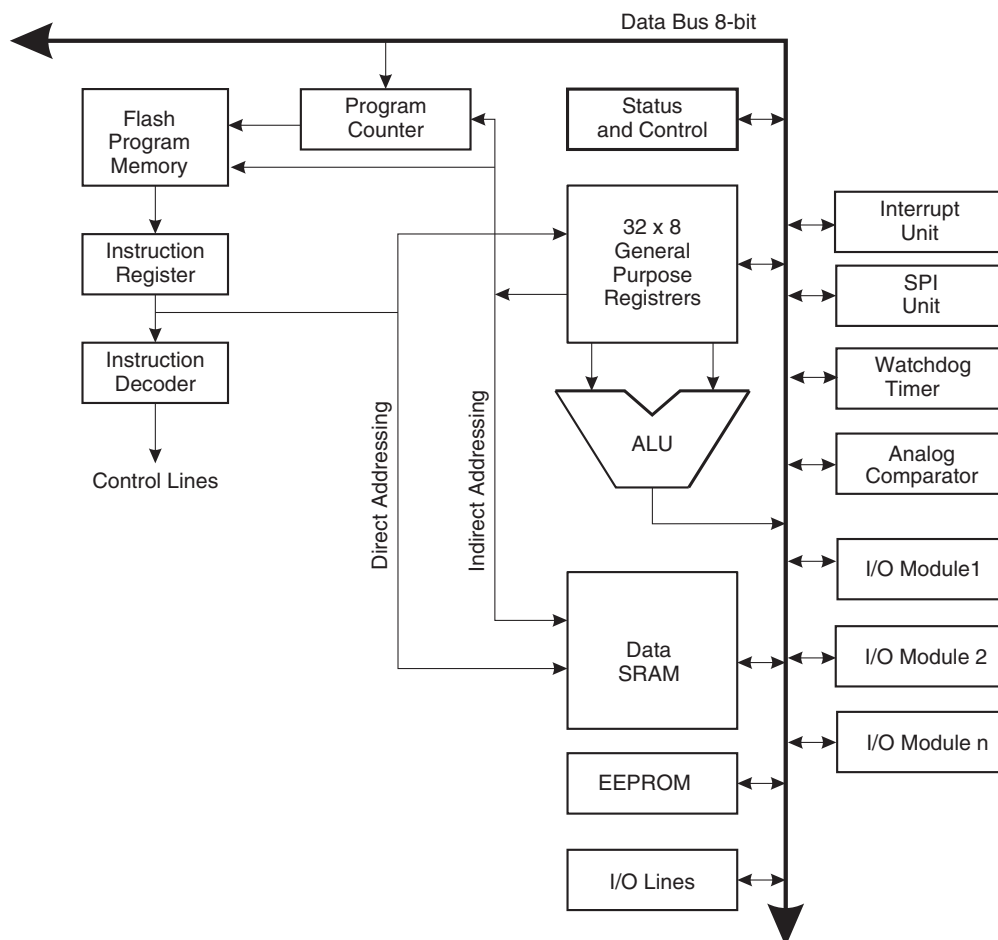 Data Bus 8-bit
Flash
Program
Memory
Program
Counter
Status
and Control
Interrupt
Unit
32 x 8
General
Purpose
Registrers
Instruction
Register
SPI
Unit
Instruction
Decoder
Watchdog
Timer
Direct Addressing
Indirect Addressing
ALU
Analog
Comparator
Control Lines
I/O Module1
Data
SRAM
I/O Module 2
I/O Module n
EEPROM
I/O Lines